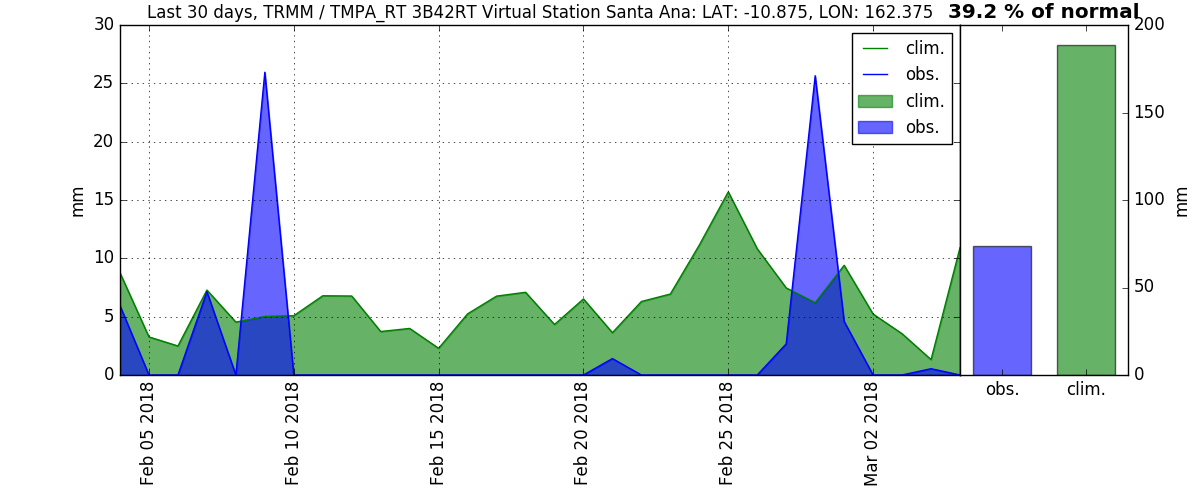 Last 30 days, TRMM / TMPA_RT 3B42RT Virtual Station Santa Ana: LAT: -10.875, LON: 162.375
39.2 % of normal
30
25
20
15
10
5
0
mm
clim.
obs.
clim.
obs.
Feb 05 2018
Feb 10 2018
Feb 15 2018
Feb 20 2018
Feb 25 2018
Mar 02 2018
200
150
100
50
0
mm
obs.
clim.